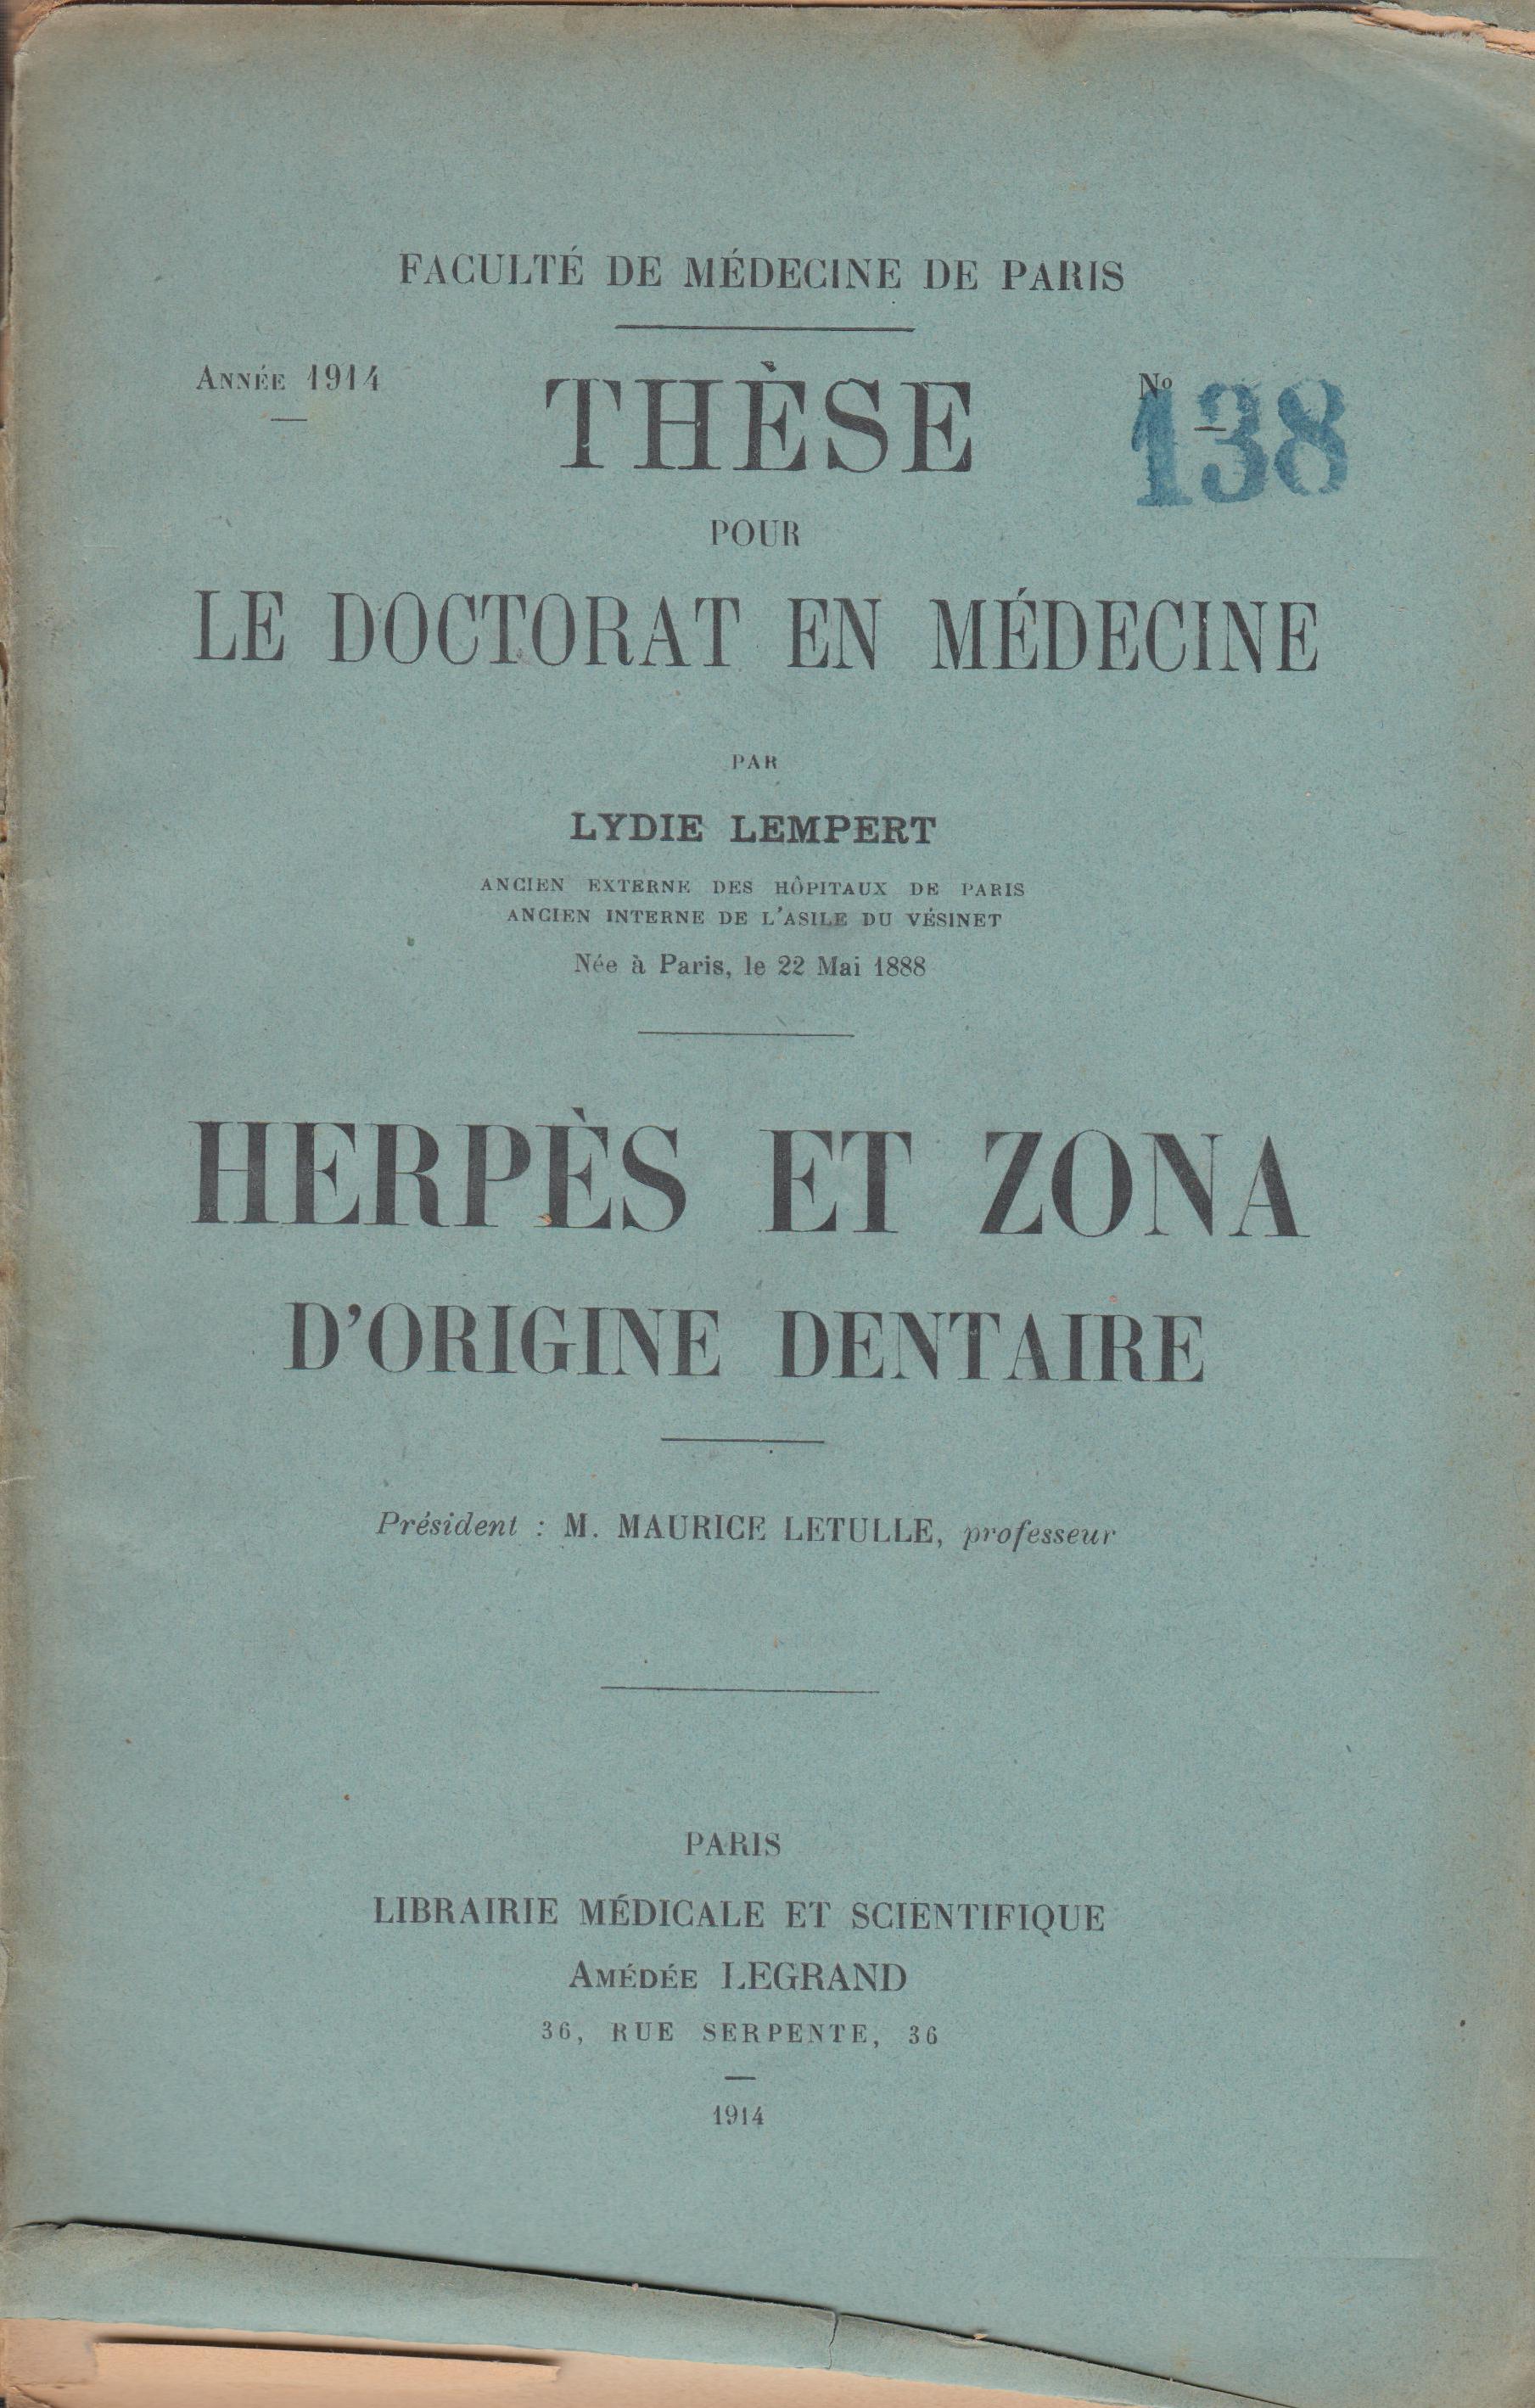 FACULTÉ DE MÉDECINE DE PARIS
ANNÉE 1914
THÈSE
No
138
POUR
LE DOCTORAT EN MÉDECINE
PAR
LYDIE LEMPERT
ANCIEN EXTERNE DES HÔPITAUX DE PARIS
ANCIEN INTERNE DE L'ASILE DU VÉSINET
Née à Paris, le 22 Mai 1888
HERPÈS ET ZONA
D'ORIGINE DENTAIRE
Président : M. MAURICE LETULLE, professeur
PARIS
LIBRAIRIE MÉDICALE ET SCIENTIFIQUE
AMÉDÉE LEGRAND
36, RUE SERPENTE, 36
1914